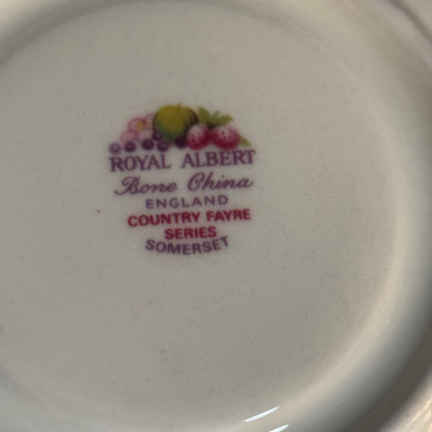 ROYAL ALBERT
Bone China
ENGLAND
COUNTRY FAYRE
SERIES
SOMERSET